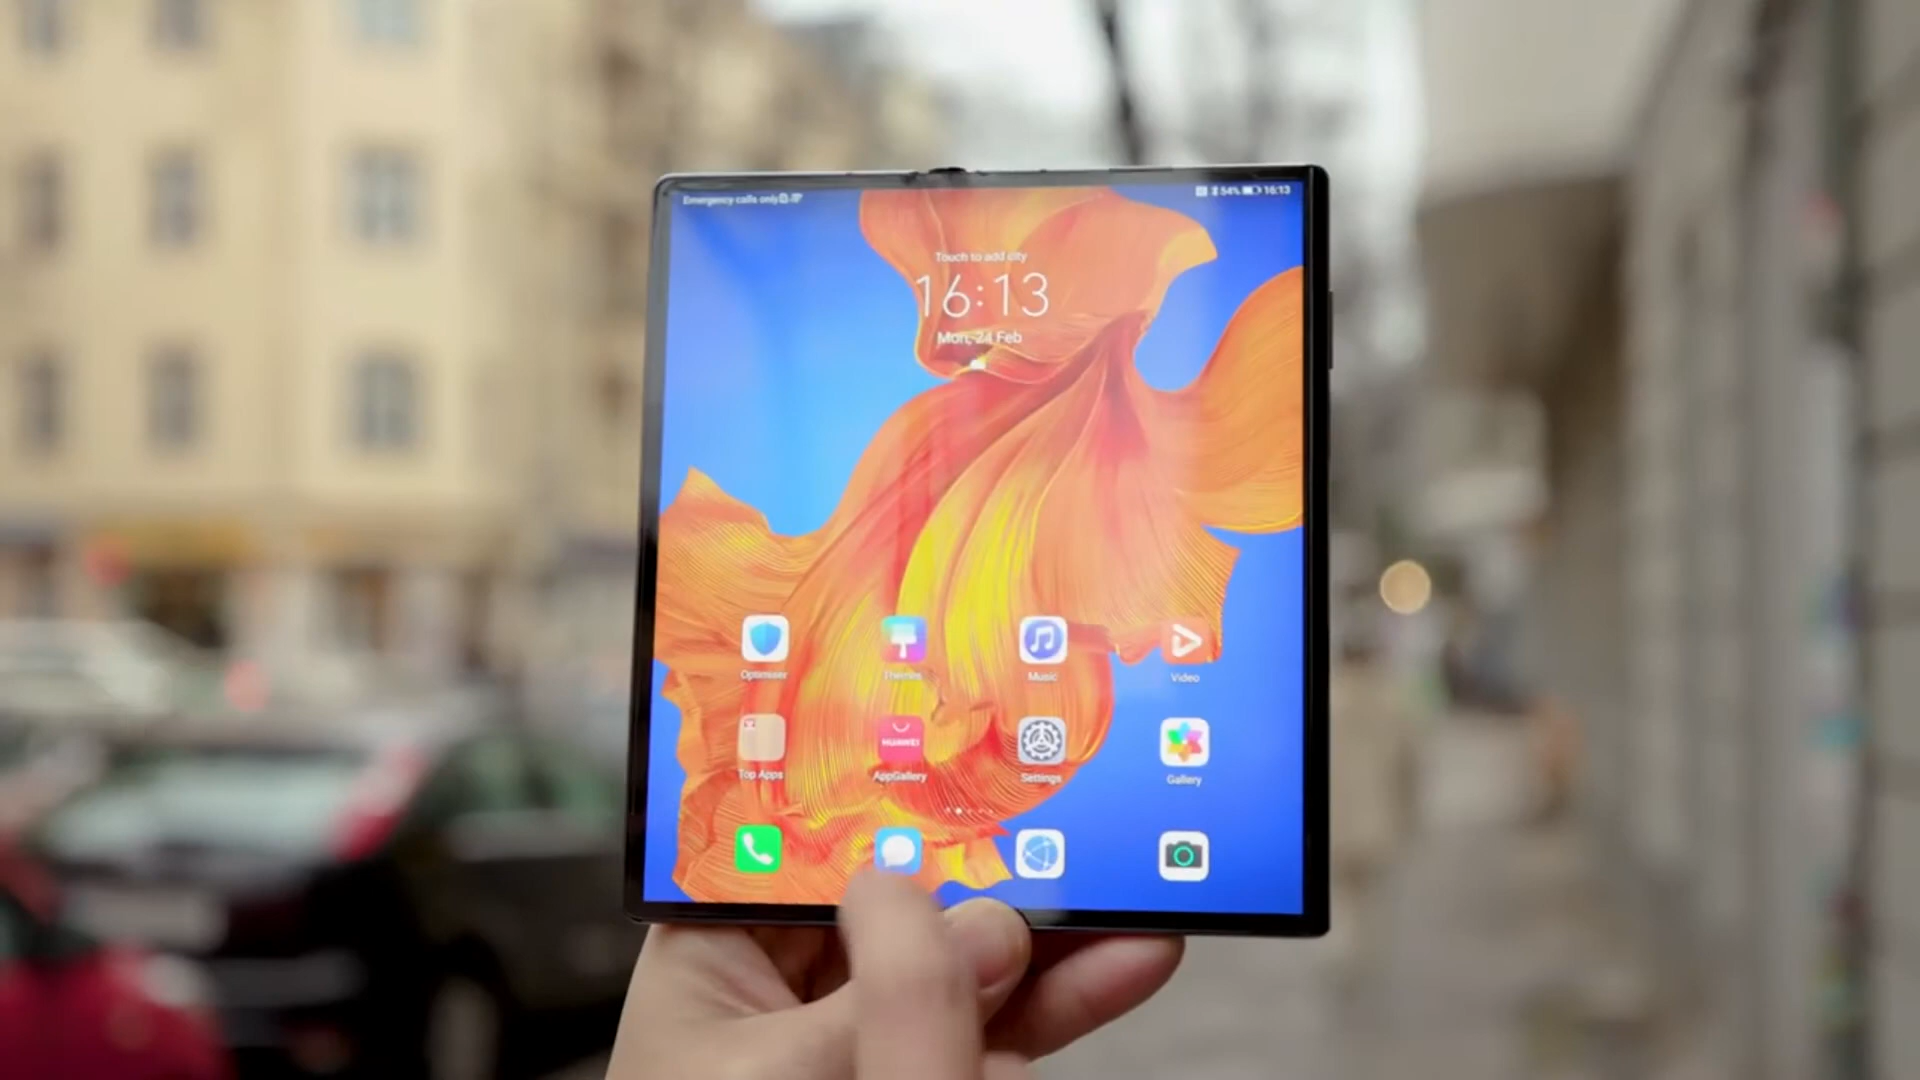 Emergency calls only
54% 16:13
Touch to add city
16:13
Mon, 24 Feb
Optimiser Themes Music Video
HUAWEI
Top Apps AppGallery Settings Gallery